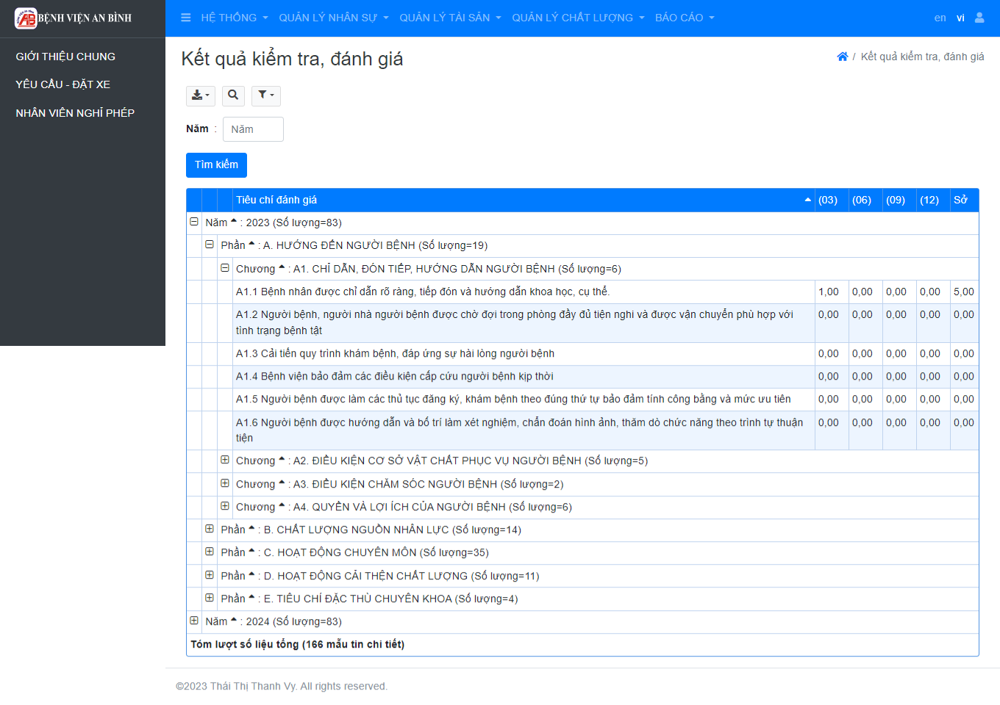 BỆNH VIỆN AN BÌNH
HỆ THỐNG QUẢN LÝ NHÂN SỰ QUẢN LÝ TÀI SẢN QUẢN LÝ CHẤT LƯỢNG BÁO CÁO en vi
GIỚI THIỆU CHUNG
YÊU CẦU - ĐẶT XE
NHÂN VIÊN NGHỈ PHÉP
Kết quả kiểm tra, đánh giá
/ Kết quả kiểm tra, đánh giá
Năm : Năm
Tìm kiếm
Tiêu chí đánh giá (03) (06) (09) (12) Sở
Năm : 2023 (Số lượng=83)
Phần : A. HƯỚNG ĐẾN NGƯỜI BỆNH (Số lượng=19)
Chương : A1. CHỈ DẪN, ĐÓN TIẾP, HƯỚNG DẪN NGƯỜI BỆNH (Số lượng=6)
A1.1 Bệnh nhân được chỉ dẫn rõ ràng, tiếp đón và hướng dẫn khoa học, cụ thể. 1,00 0,00 0,00 0,00 5,00
A1.2 Người bệnh, người nhà người bệnh được chờ đợi trong phòng đầy đủ tiện nghi và được vận chuyển phù hợp với 0,00 0,00 0,00 0,00 0,00
tình trạng bệnh tật
A1.3 Cải tiến quy trình khám bệnh, đáp ứng sự hài lòng người bệnh 0,00 0,00 0,00 0,00 0,00
A1.4 Bệnh viện bảo đảm các điều kiện cấp cứu người bệnh kịp thời 0,00 0,00 0,00 0,00 0,00
A1.5 Người bệnh được làm các thủ tục đăng ký, khám bệnh theo đúng thứ tự bảo đảm tính công bằng và mức ưu tiên 0,00 0,00 0,00 0,00 0,00
A1.6 Người bệnh được hướng dẫn và bố trí làm xét nghiệm, chẩn đoán hình ảnh, thăm dò chức năng theo trình tự thuận 0,00 0,00 0,00 0,00 0,00
tiện
Chương : A2. ĐIỀU KIỆN CƠ SỞ VẬT CHẤT PHỤC VỤ NGƯỜI BỆNH (Số lượng=5)
Chương : A3. ĐIỀU KIỆN CHĂM SÓC NGƯỜI BỆNH (Số lượng=2)
Chương : A4. QUYỀN VÀ LỢI ÍCH CỦA NGƯỜI BỆNH (Số lượng=6)
Phần : B. CHẤT LƯỢNG NGUỒN NHÂN LỰC (Số lượng=14)
Phần : C. HOẠT ĐỘNG CHUYÊN MÔN (Số lượng=35)
Phần : D. HOẠT ĐỘNG CẢI THỆN CHẤT LƯỢNG (Số lượng=11)
Phần : E. TIÊU CHÍ ĐẶC THÙ CHUYÊN KHOA (Số lượng=4)
Năm : 2024 (Số lượng=83)
Tóm lượt số liệu tổng (166 mẫu tin chi tiết)
©2023 Thái Thị Thanh Vy. All rights reserved.